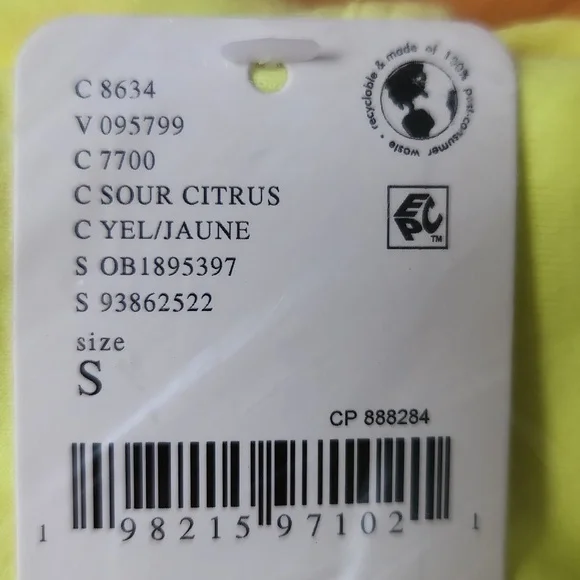 recyclable & made of 100% post-consumer waste •
C 8634
V 095799
C 7700
C SOUR CITRUS
C YEL/JAUNE
S OB1895397
S 93862522
EPC
TM
size
S
CP 888284
1 98215 97102 1